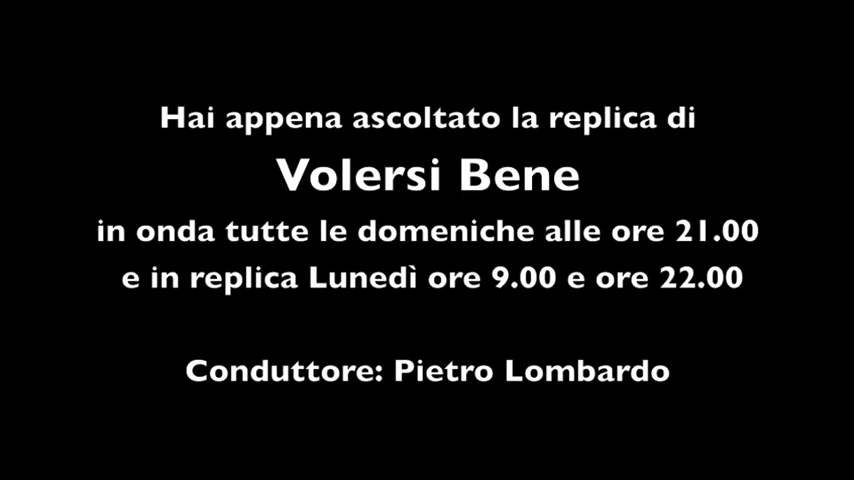 Hai appena ascoltato la replica di
Volersi Bene
in onda tutte le domeniche alle ore 21.00
e in replica Lunedì ore 9.00 e ore 22.00
Conduttore: Pietro Lombardo